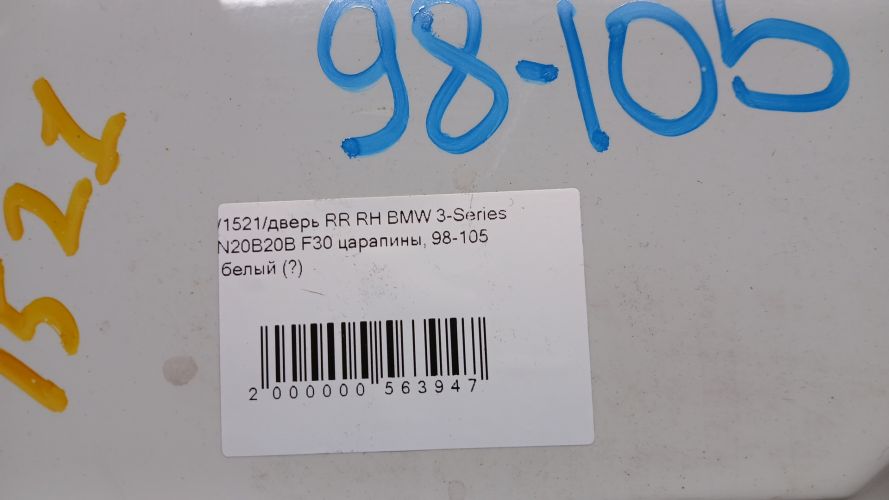 98-105
1521
/1521/дверь RR RH BMW 3-Series
N20B20B F30 царапины, 98-105
белый (?)
2 000000 563947